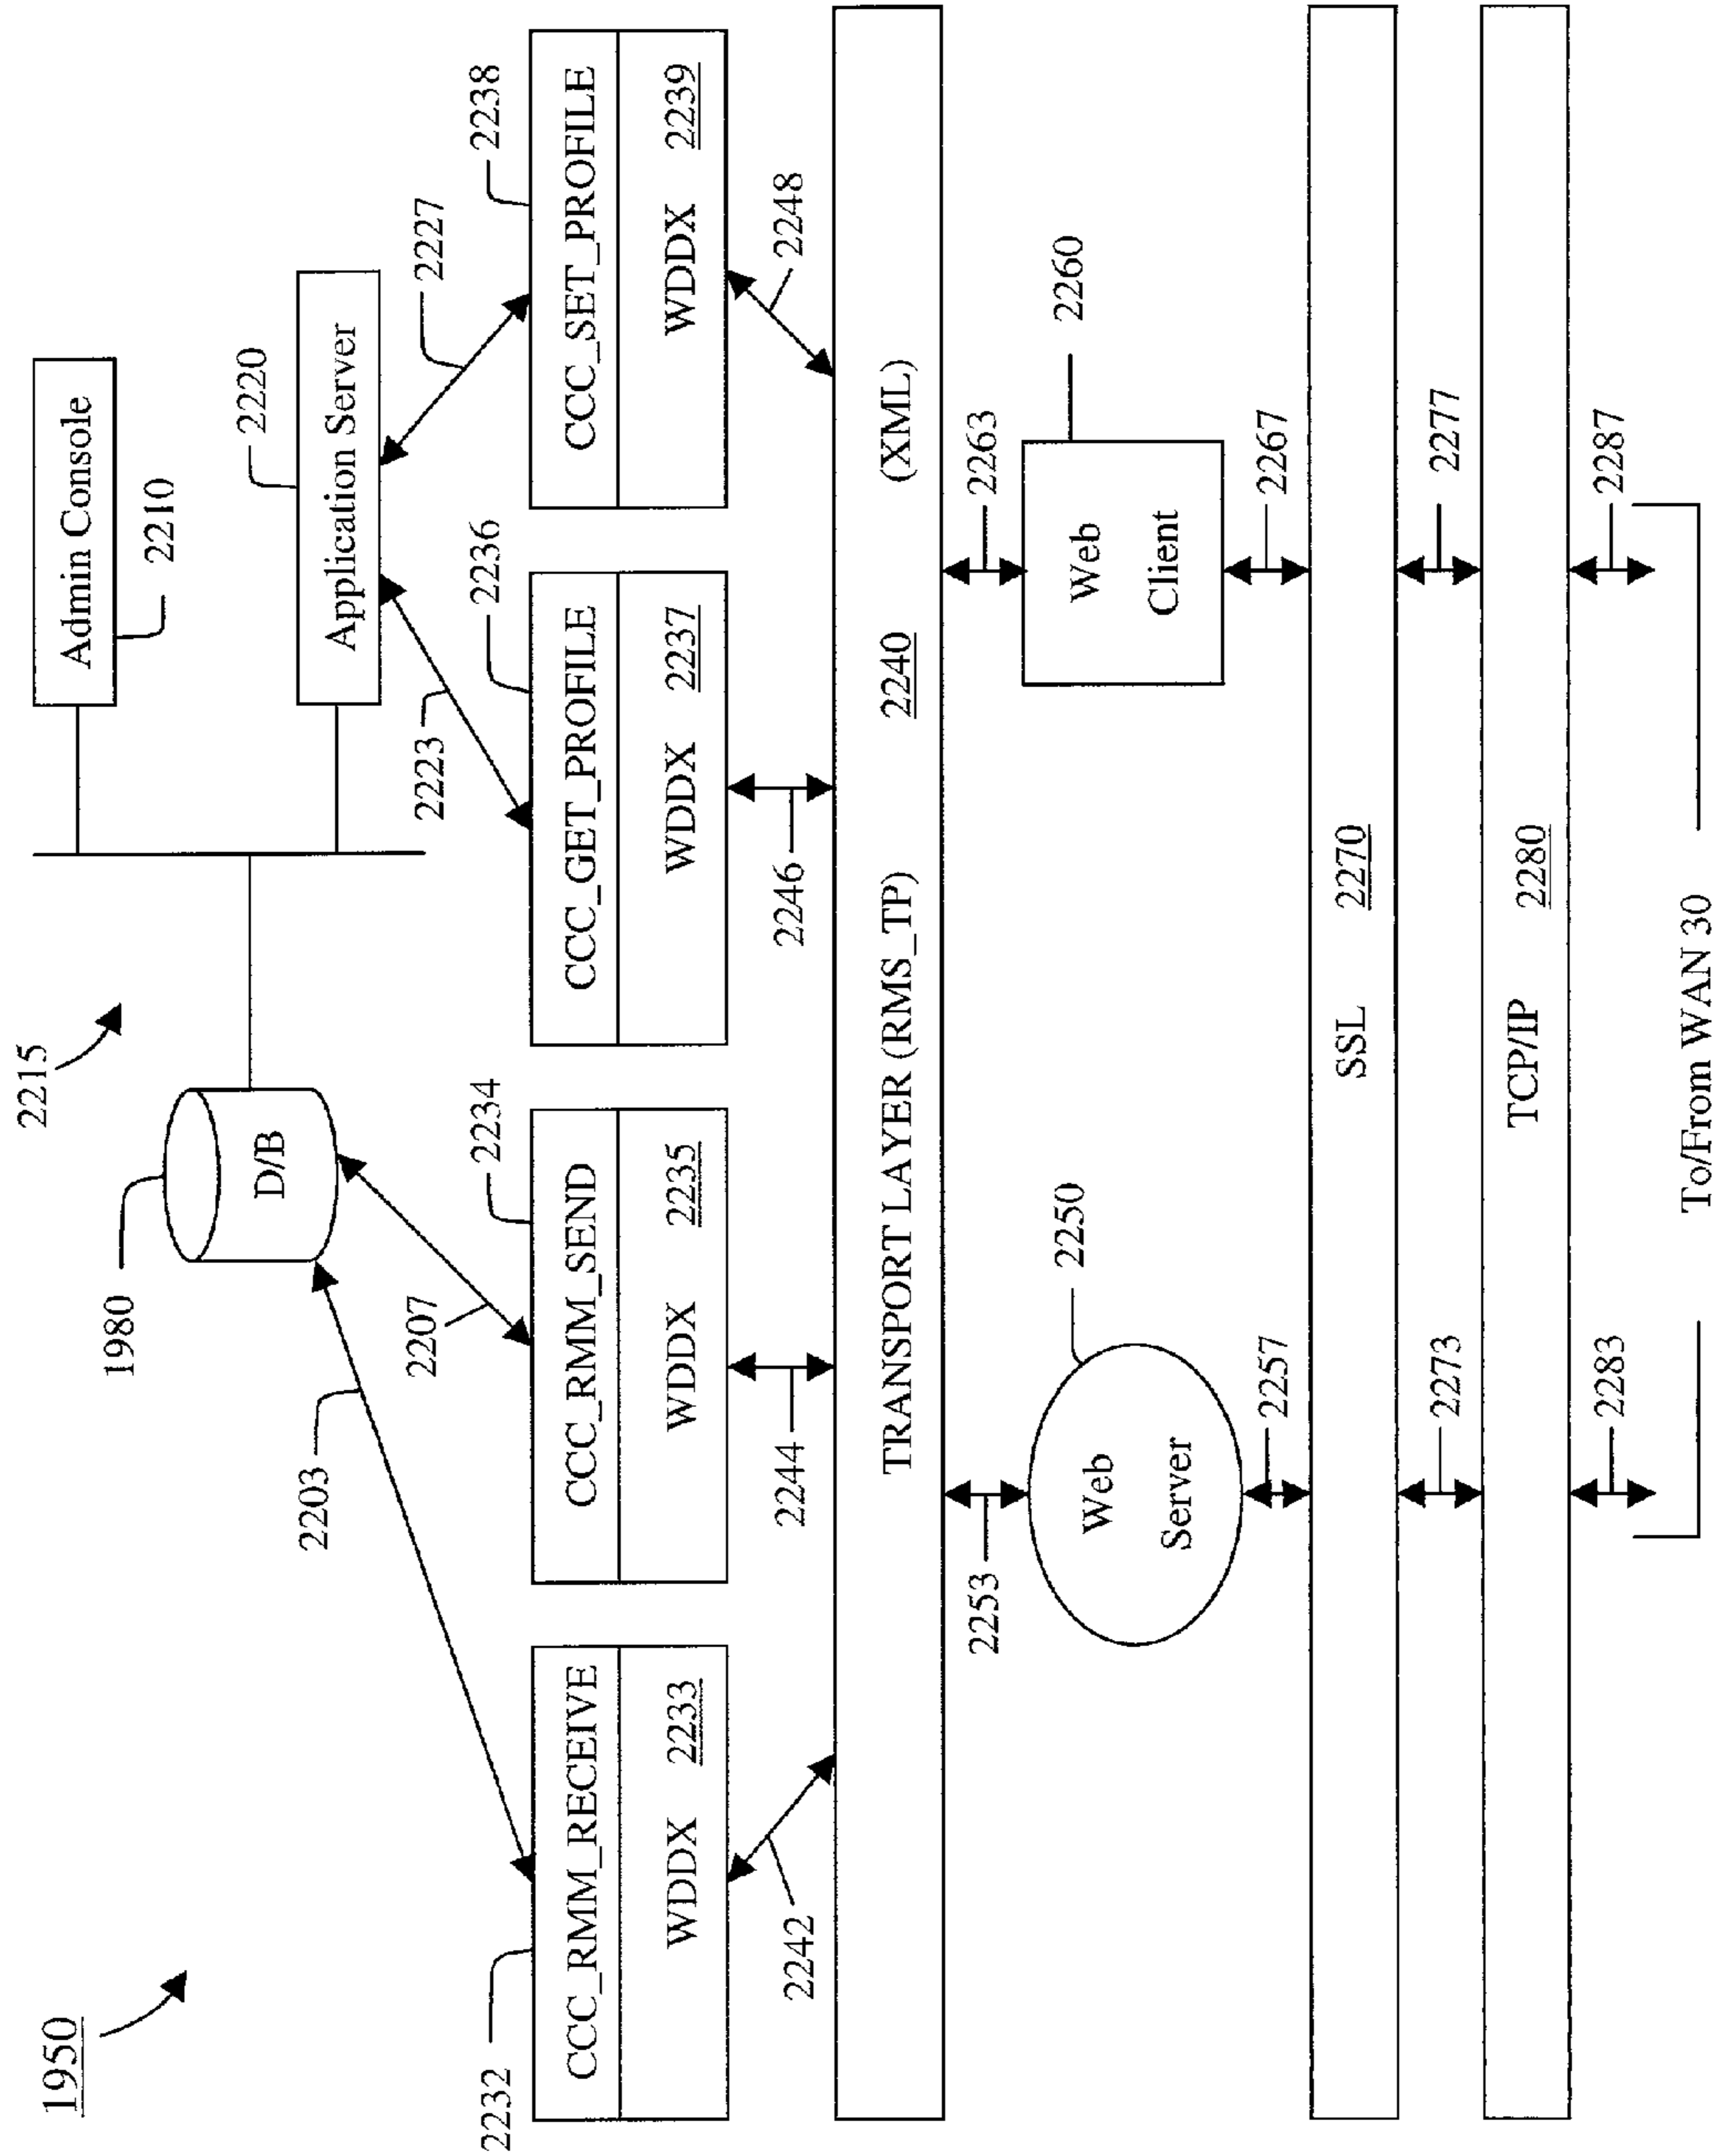 1950
2215
Admin Console
2210
2220
Application Server
1980
D/B
2203
2207
2223
2227
2232
2234
2236
2238
CCC_RMM_RECEIVE
WDDX 2233
CCC_RMM_SEND
WDDX 2235
CCC_GET_PROFILE
WDDX 2237
CCC_SET_PROFILE
WDDX 2239
2242
2244
2246
2248
TRANSPORT LAYER (RMS_TP) 2240 (XML)
2253
2250
2263
2260
Web
Server
Web
Client
2257
2267
SSL 2270
2273
2277
TCP/IP 2280
2283
2287
To/From WAN 30